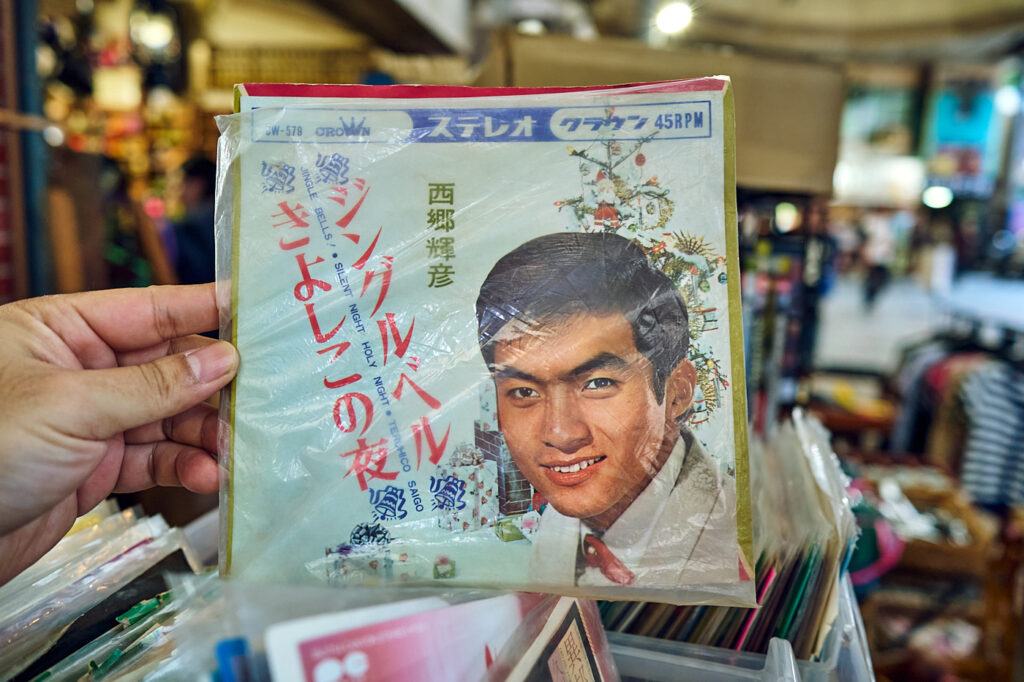 CW-578 CROWN ステレオ クラウン 45RPM
西郷輝彦
ジングルベル
JINGLE BELLS! • SILENT NIGHT HOLY NIGHT • TERUHICO SAIGO
きよしこの夜